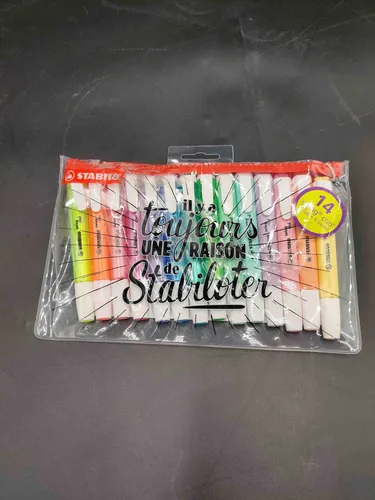 STABILO
il y a
toujours
UNE RAISON
de
Stabiloter
14